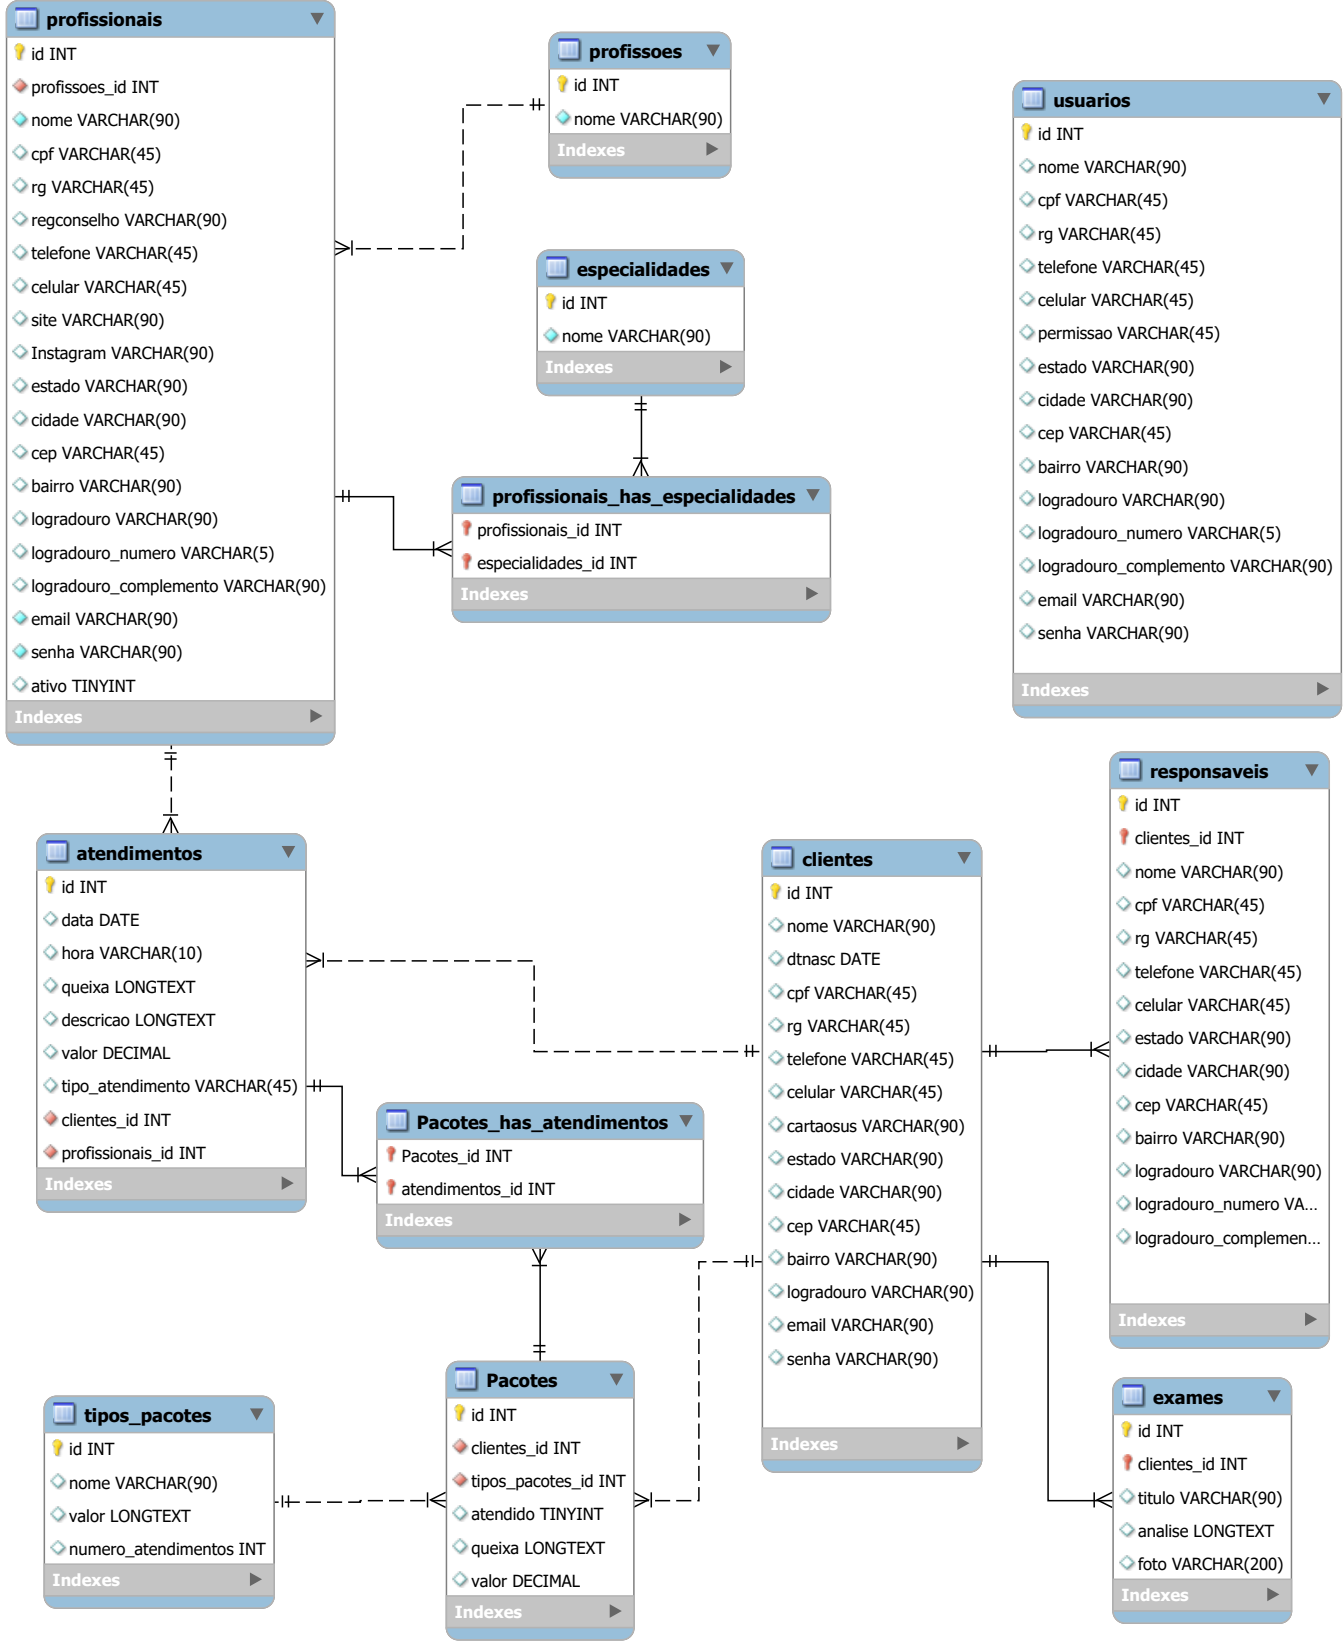 profissionais
id INT
profissoes_id INT
nome VARCHAR(90)
cpf VARCHAR(45)
rg VARCHAR(45)
regconselho VARCHAR(90)
telefone VARCHAR(45)
celular VARCHAR(45)
site VARCHAR(90)
Instagram VARCHAR(90)
estado VARCHAR(90)
cidade VARCHAR(90)
cep VARCHAR(45)
bairro VARCHAR(90)
logradouro VARCHAR(90)
logradouro_numero VARCHAR(5)
logradouro_complemento VARCHAR(90)
email VARCHAR(90)
senha VARCHAR(90)
ativo TINYINT
Indexes
profissoes
id INT
nome VARCHAR(90)
Indexes
especialidades
id INT
nome VARCHAR(90)
Indexes
profissionais_has_especialidades
profissionais_id INT
especialidades_id INT
Indexes
usuarios
id INT
nome VARCHAR(90)
cpf VARCHAR(45)
rg VARCHAR(45)
telefone VARCHAR(45)
celular VARCHAR(45)
permissao VARCHAR(45)
estado VARCHAR(90)
cidade VARCHAR(90)
cep VARCHAR(45)
bairro VARCHAR(90)
logradouro VARCHAR(90)
logradouro_numero VARCHAR(5)
logradouro_complemento VARCHAR(90)
email VARCHAR(90)
senha VARCHAR(90)
Indexes
atendimentos
id INT
data DATE
hora VARCHAR(10)
queixa LONGTEXT
descricao LONGTEXT
valor DECIMAL
tipo_atendimento VARCHAR(45)
clientes_id INT
profissionais_id INT
Indexes
Pacotes_has_atendimentos
Pacotes_id INT
atendimentos_id INT
Indexes
clientes
id INT
nome VARCHAR(90)
dtnasc DATE
cpf VARCHAR(45)
rg VARCHAR(45)
telefone VARCHAR(45)
celular VARCHAR(45)
cartaosus VARCHAR(90)
estado VARCHAR(90)
cidade VARCHAR(90)
cep VARCHAR(45)
bairro VARCHAR(90)
logradouro VARCHAR(90)
email VARCHAR(90)
senha VARCHAR(90)
Indexes
responsaveis
id INT
clientes_id INT
nome VARCHAR(90)
cpf VARCHAR(45)
rg VARCHAR(45)
telefone VARCHAR(45)
celular VARCHAR(45)
estado VARCHAR(90)
cidade VARCHAR(90)
cep VARCHAR(45)
bairro VARCHAR(90)
logradouro VARCHAR(90)
logradouro_numero VA...
logradouro_complemen...
Indexes
tipos_pacotes
id INT
nome VARCHAR(90)
valor LONGTEXT
numero_atendimentos INT
Indexes
Pacotes
id INT
clientes_id INT
tipos_pacotes_id INT
atendido TINYINT
queixa LONGTEXT
valor DECIMAL
Indexes
exames
id INT
clientes_id INT
titulo VARCHAR(90)
analise LONGTEXT
foto VARCHAR(200)
Indexes